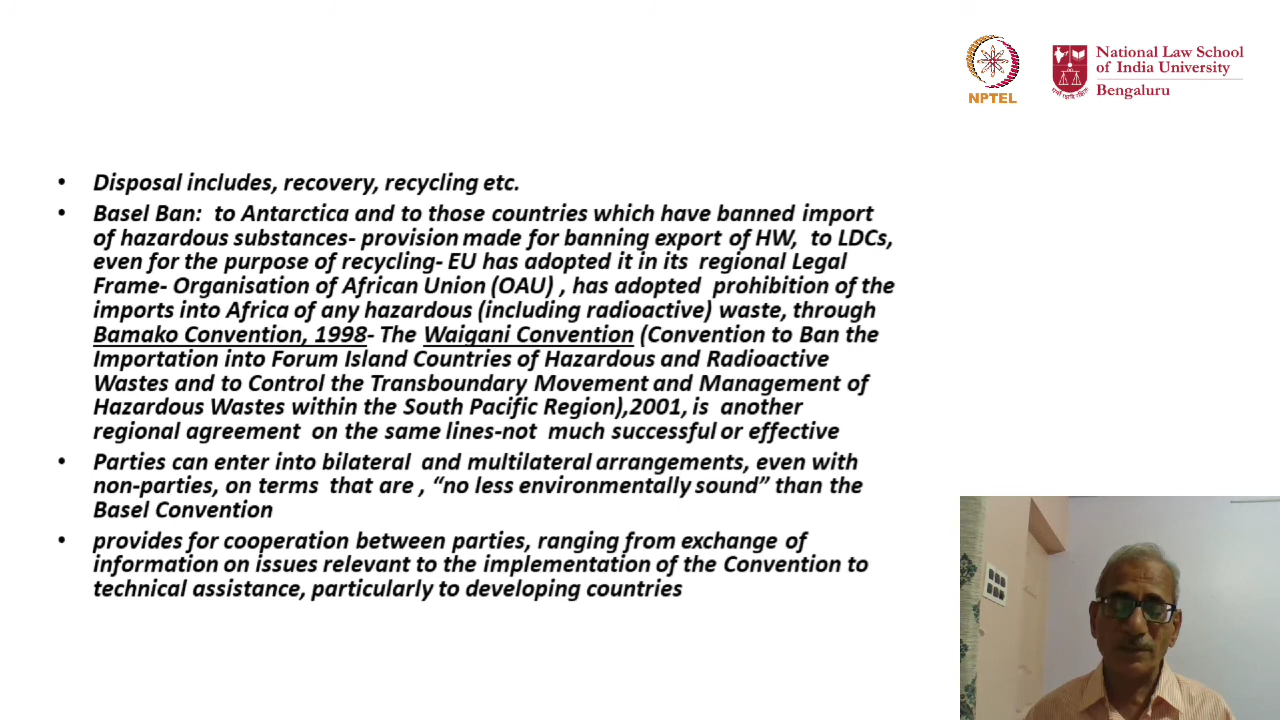 NPTEL
National Law School
of India University
Bengaluru
• Disposal includes, recovery, recycling etc.
• Basel Ban: to Antarctica and to those countries which have banned import
of hazardous substances- provision made for banning export of HW, to LDCs,
even for the purpose of recycling- EU has adopted it in its regional Legal
Frame- Organisation of African Union (OAU) , has adopted prohibition of the
imports into Africa of any hazardous (including radioactive) waste, through
Bamako Convention, 1998- The Waigani Convention (Convention to Ban the
Importation into Forum Island Countries of Hazardous and Radioactive
Wastes and to Control the Transboundary Movement and Management of
Hazardous Wastes within the South Pacific Region),2001, is another
regional agreement on the same lines-not much successful or effective
• Parties can enter into bilateral and multilateral arrangements, even with
non-parties, on terms that are , “no less environmentally sound” than the
Basel Convention
• provides for cooperation between parties, ranging from exchange of
information on issues relevant to the implementation of the Convention to
technical assistance, particularly to developing countries